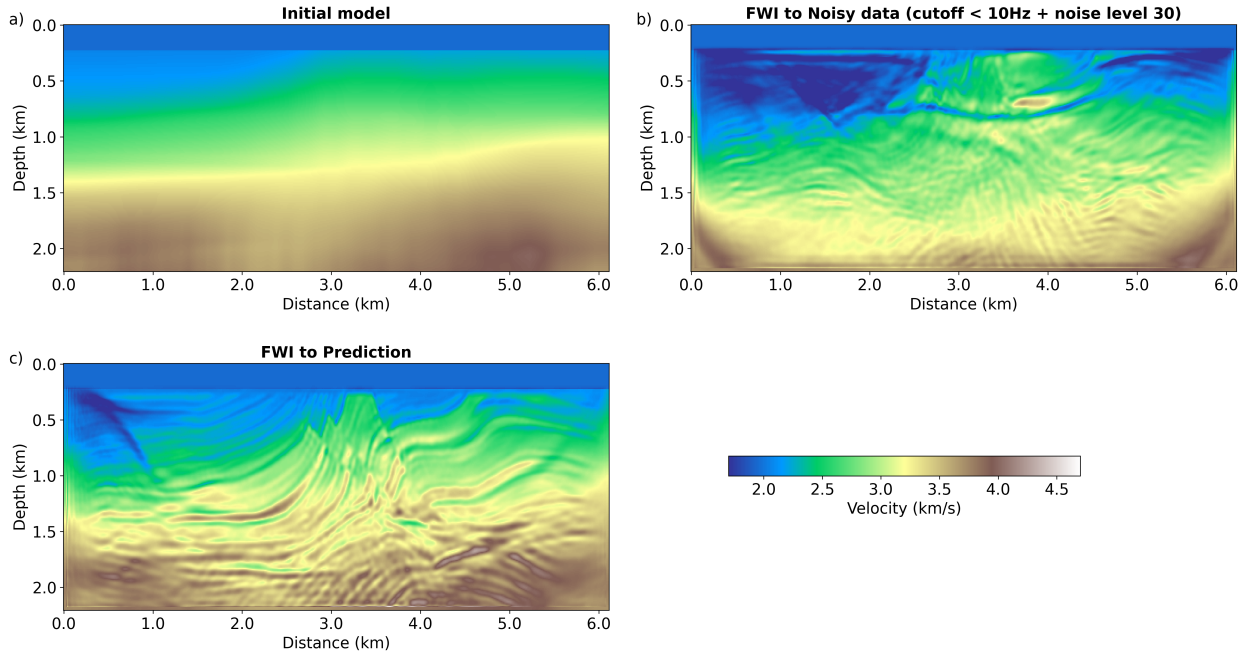 a)
Initial model
0.0
0.5
1.0
1.5
2.0
Depth (km)
0.0 1.0 2.0 3.0 4.0 5.0 6.0
Distance (km)
b)
FWI to Noisy data (cutoff < 10Hz + noise level 30)
0.0
0.5
1.0
1.5
2.0
Depth (km)
0.0 1.0 2.0 3.0 4.0 5.0 6.0
Distance (km)
c)
FWI to Prediction
0.0
0.5
1.0
1.5
2.0
Depth (km)
0.0 1.0 2.0 3.0 4.0 5.0 6.0
Distance (km)
2.0 2.5 3.0 3.5 4.0 4.5
Velocity (km/s)